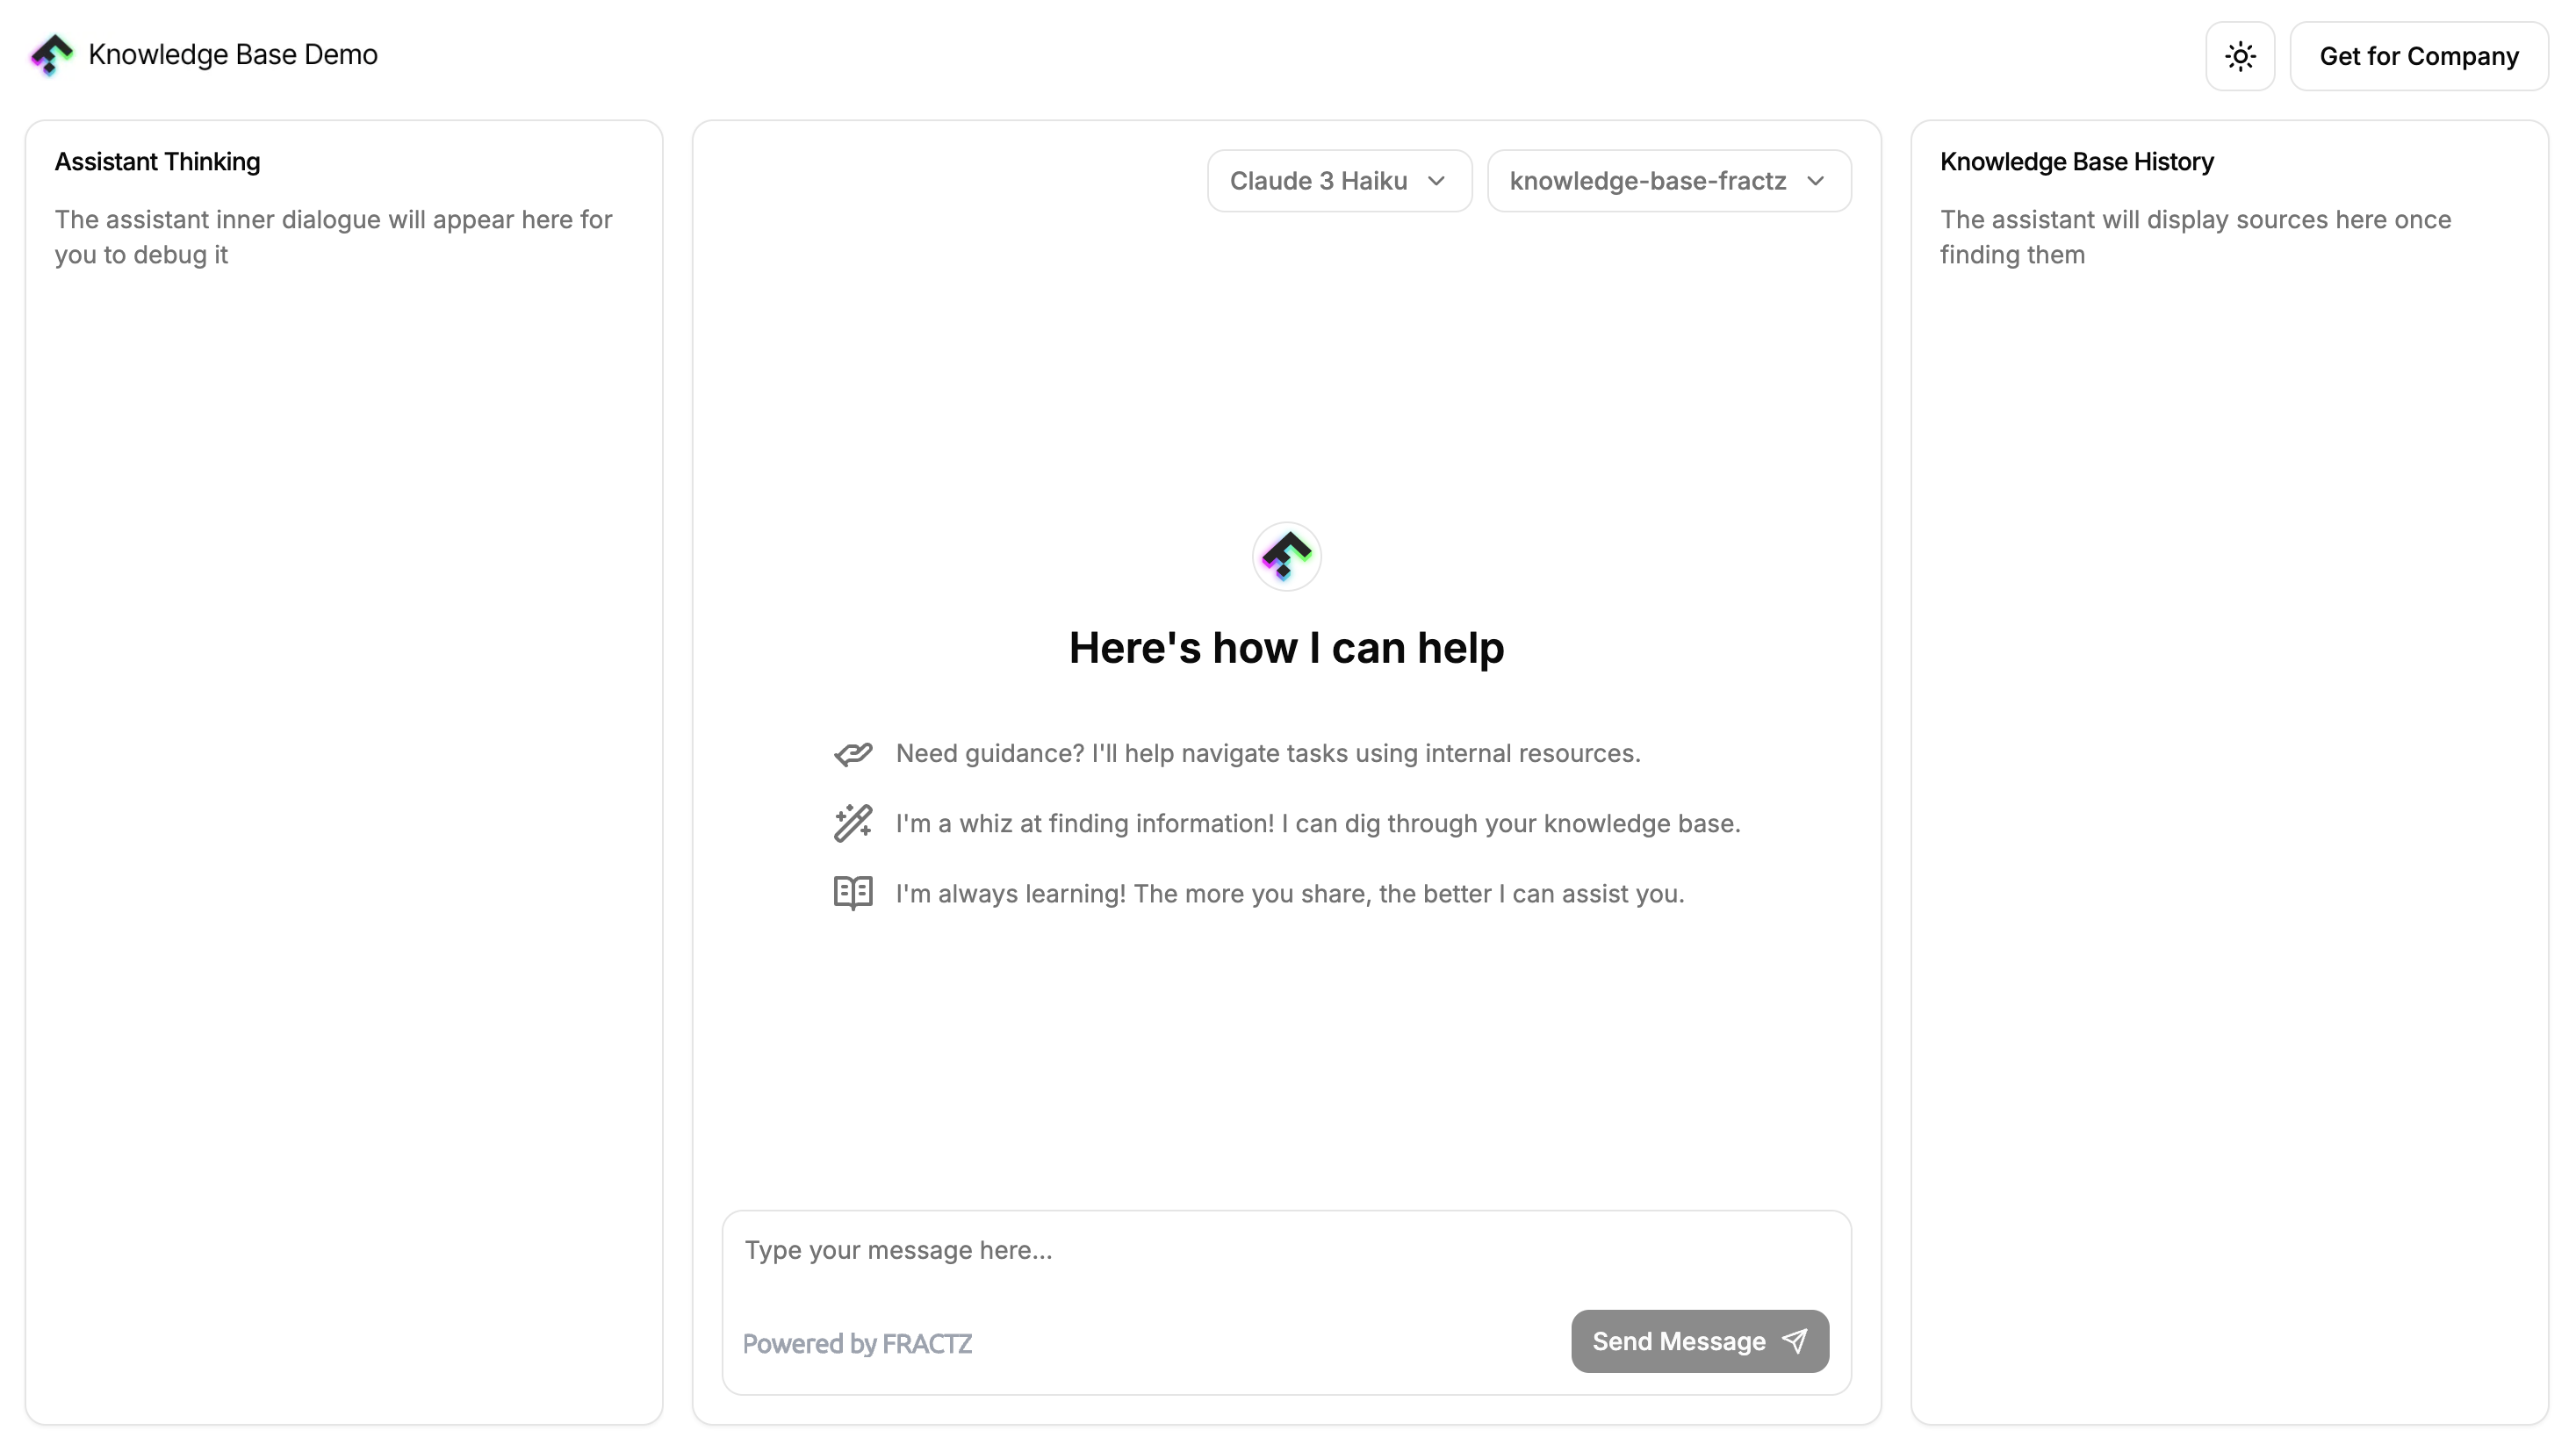 Knowledge Base Demo
Get for Company
Assistant Thinking
The assistant inner dialogue will appear here for
you to debug it
Claude 3 Haiku
knowledge-base-fractz
Here's how I can help
Need guidance? I'll help navigate tasks using internal resources.
I'm a whiz at finding information! I can dig through your knowledge base.
I'm always learning! The more you share, the better I can assist you.
Type your message here...
Powered by FRACTZ
Send Message
Knowledge Base History
The assistant will display sources here once
finding them